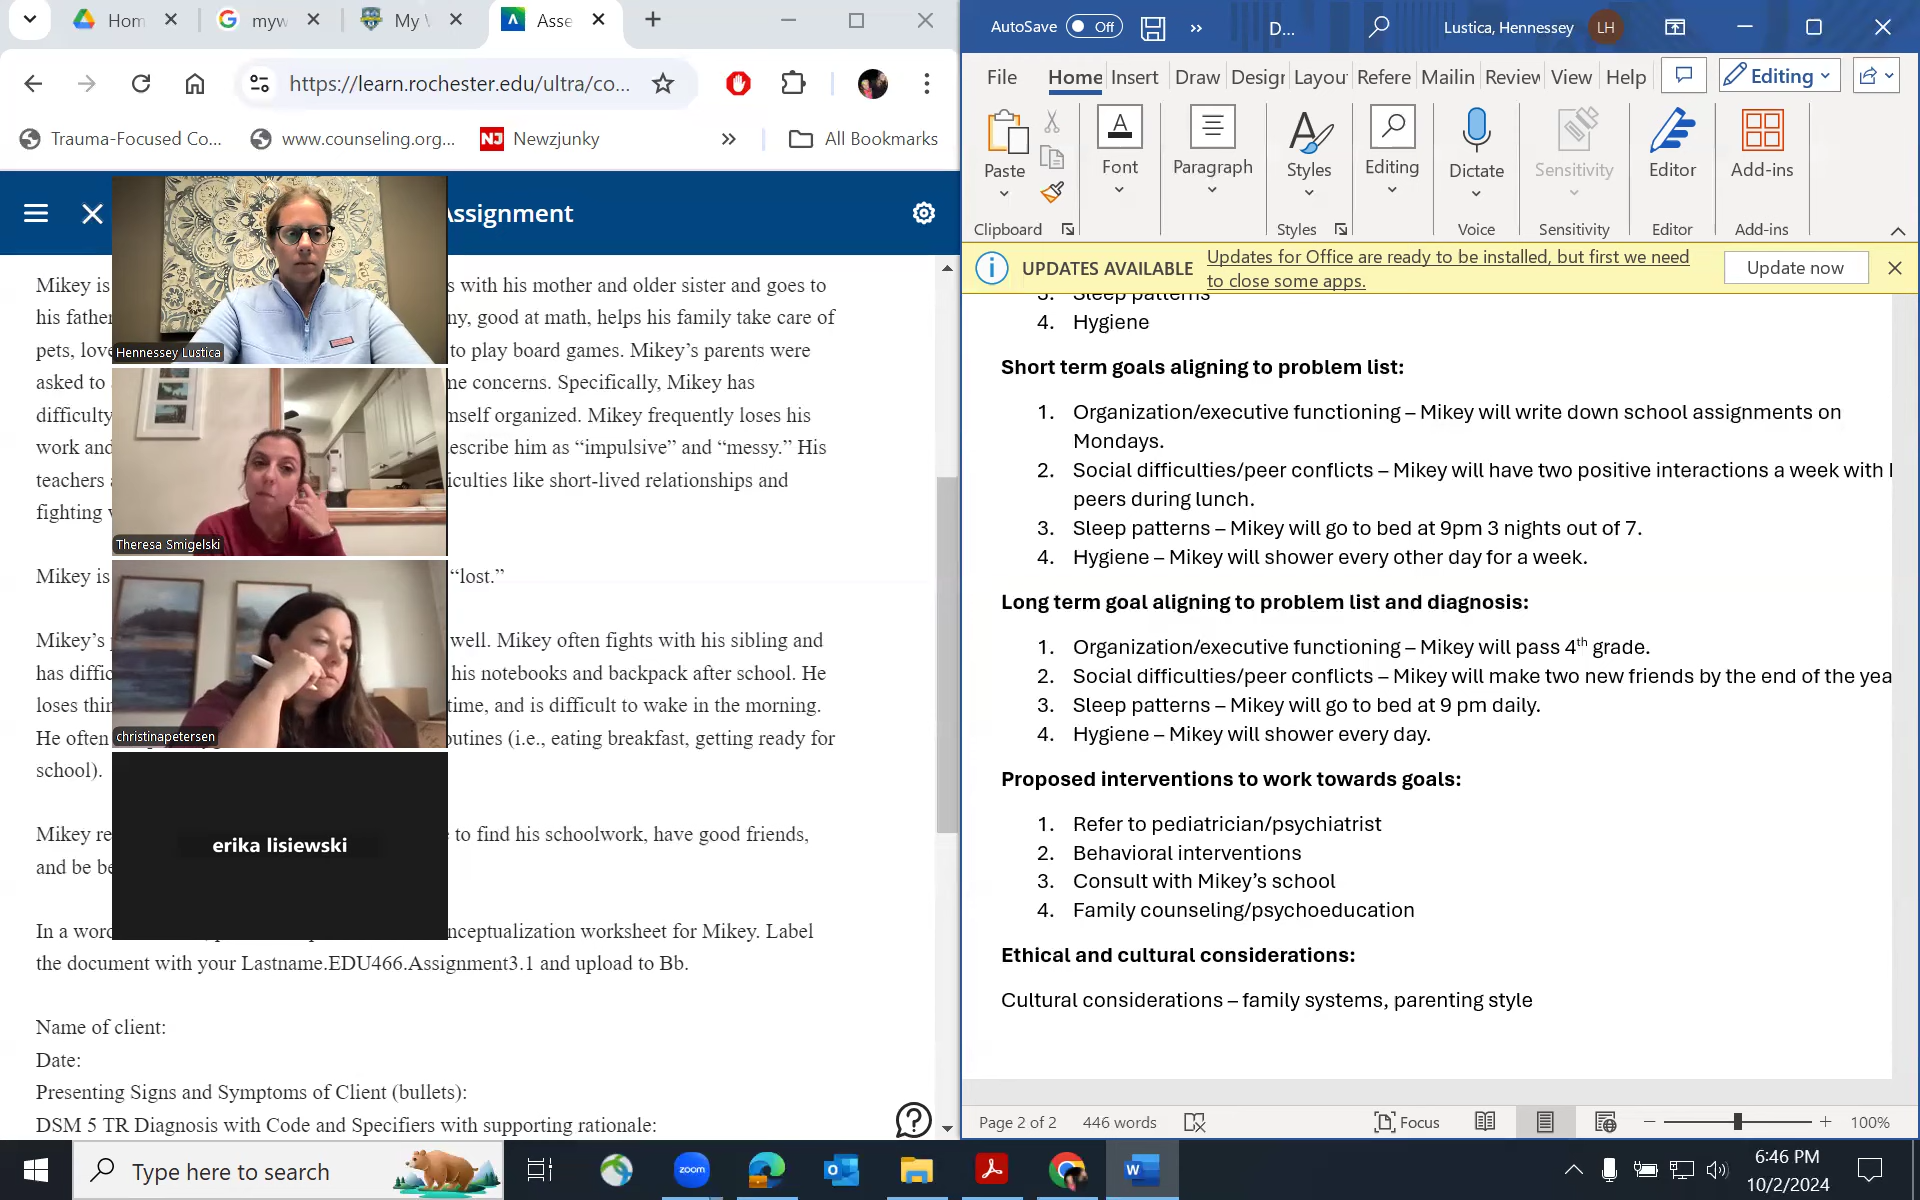 Hom
myw
My
Asse
https://learn.rochester.edu/ultra/co...
Trauma-Focused Co...
www.counseling.org...
NJ Newzjunky
All Bookmarks
Assignment
Mikey is
s with his mother and older sister and goes to
his father
ny, good at math, helps his family take care of
pets, love
to play board games. Mikey’s parents were
asked to
ne concerns. Specifically, Mikey has
difficulty
mself organized. Mikey frequently loses his
work and
escribe him as “impulsive” and “messy.” His
teachers
iculties like short-lived relationships and
fighting
Mikey is
“lost.”
Mikey’s
well. Mikey often fights with his sibling and
has diffic
his notebooks and backpack after school. He
loses thin
time, and is difficult to wake in the morning.
He often
outines (i.e., eating breakfast, getting ready for
school).
Mikey re
to find his schoolwork, have good friends,
and be be
In a word
nceptualization worksheet for Mikey. Label
the document with your Lastname.EDU466.Assignment3.1 and upload to Bb.
Name of client:
Date:
Presenting Signs and Symptoms of Client (bullets):
DSM 5 TR Diagnosis with Code and Specifiers with supporting rationale:
Hennessey Lustica
Theresa Smigelski
christinapetersen
erika lisiewski
AutoSave Off
D...
Lustica, Hennessey LH
File Home Insert Draw Design Layou Refere Mailin Review View Help
Editing
Paste
Font
Paragraph
Styles
Editing
Dictate
Sensitivity
Editor
Add-ins
Clipboard
Styles
Voice
Sensitivity
Editor
Add-ins
UPDATES AVAILABLE Updates for Office are ready to be installed, but first we need
to close some apps.
Update now
3. Sleep patterns
4. Hygiene
Short term goals aligning to problem list:
1. Organization/executive functioning – Mikey will write down school assignments on
Mondays.
2. Social difficulties/peer conflicts – Mikey will have two positive interactions a week with
peers during lunch.
3. Sleep patterns – Mikey will go to bed at 9pm 3 nights out of 7.
4. Hygiene – Mikey will shower every other day for a week.
Long term goal aligning to problem list and diagnosis:
1. Organization/executive functioning – Mikey will pass 4th grade.
2. Social difficulties/peer conflicts – Mikey will make two new friends by the end of the yea
3. Sleep patterns – Mikey will go to bed at 9 pm daily.
4. Hygiene – Mikey will shower every day.
Proposed interventions to work towards goals:
1. Refer to pediatrician/psychiatrist
2. Behavioral interventions
3. Consult with Mikey’s school
4. Family counseling/psychoeducation
Ethical and cultural considerations:
Cultural considerations – family systems, parenting style
Page 2 of 2
446 words
Focus
100%
Type here to search
zoom
6:46 PM
10/2/2024